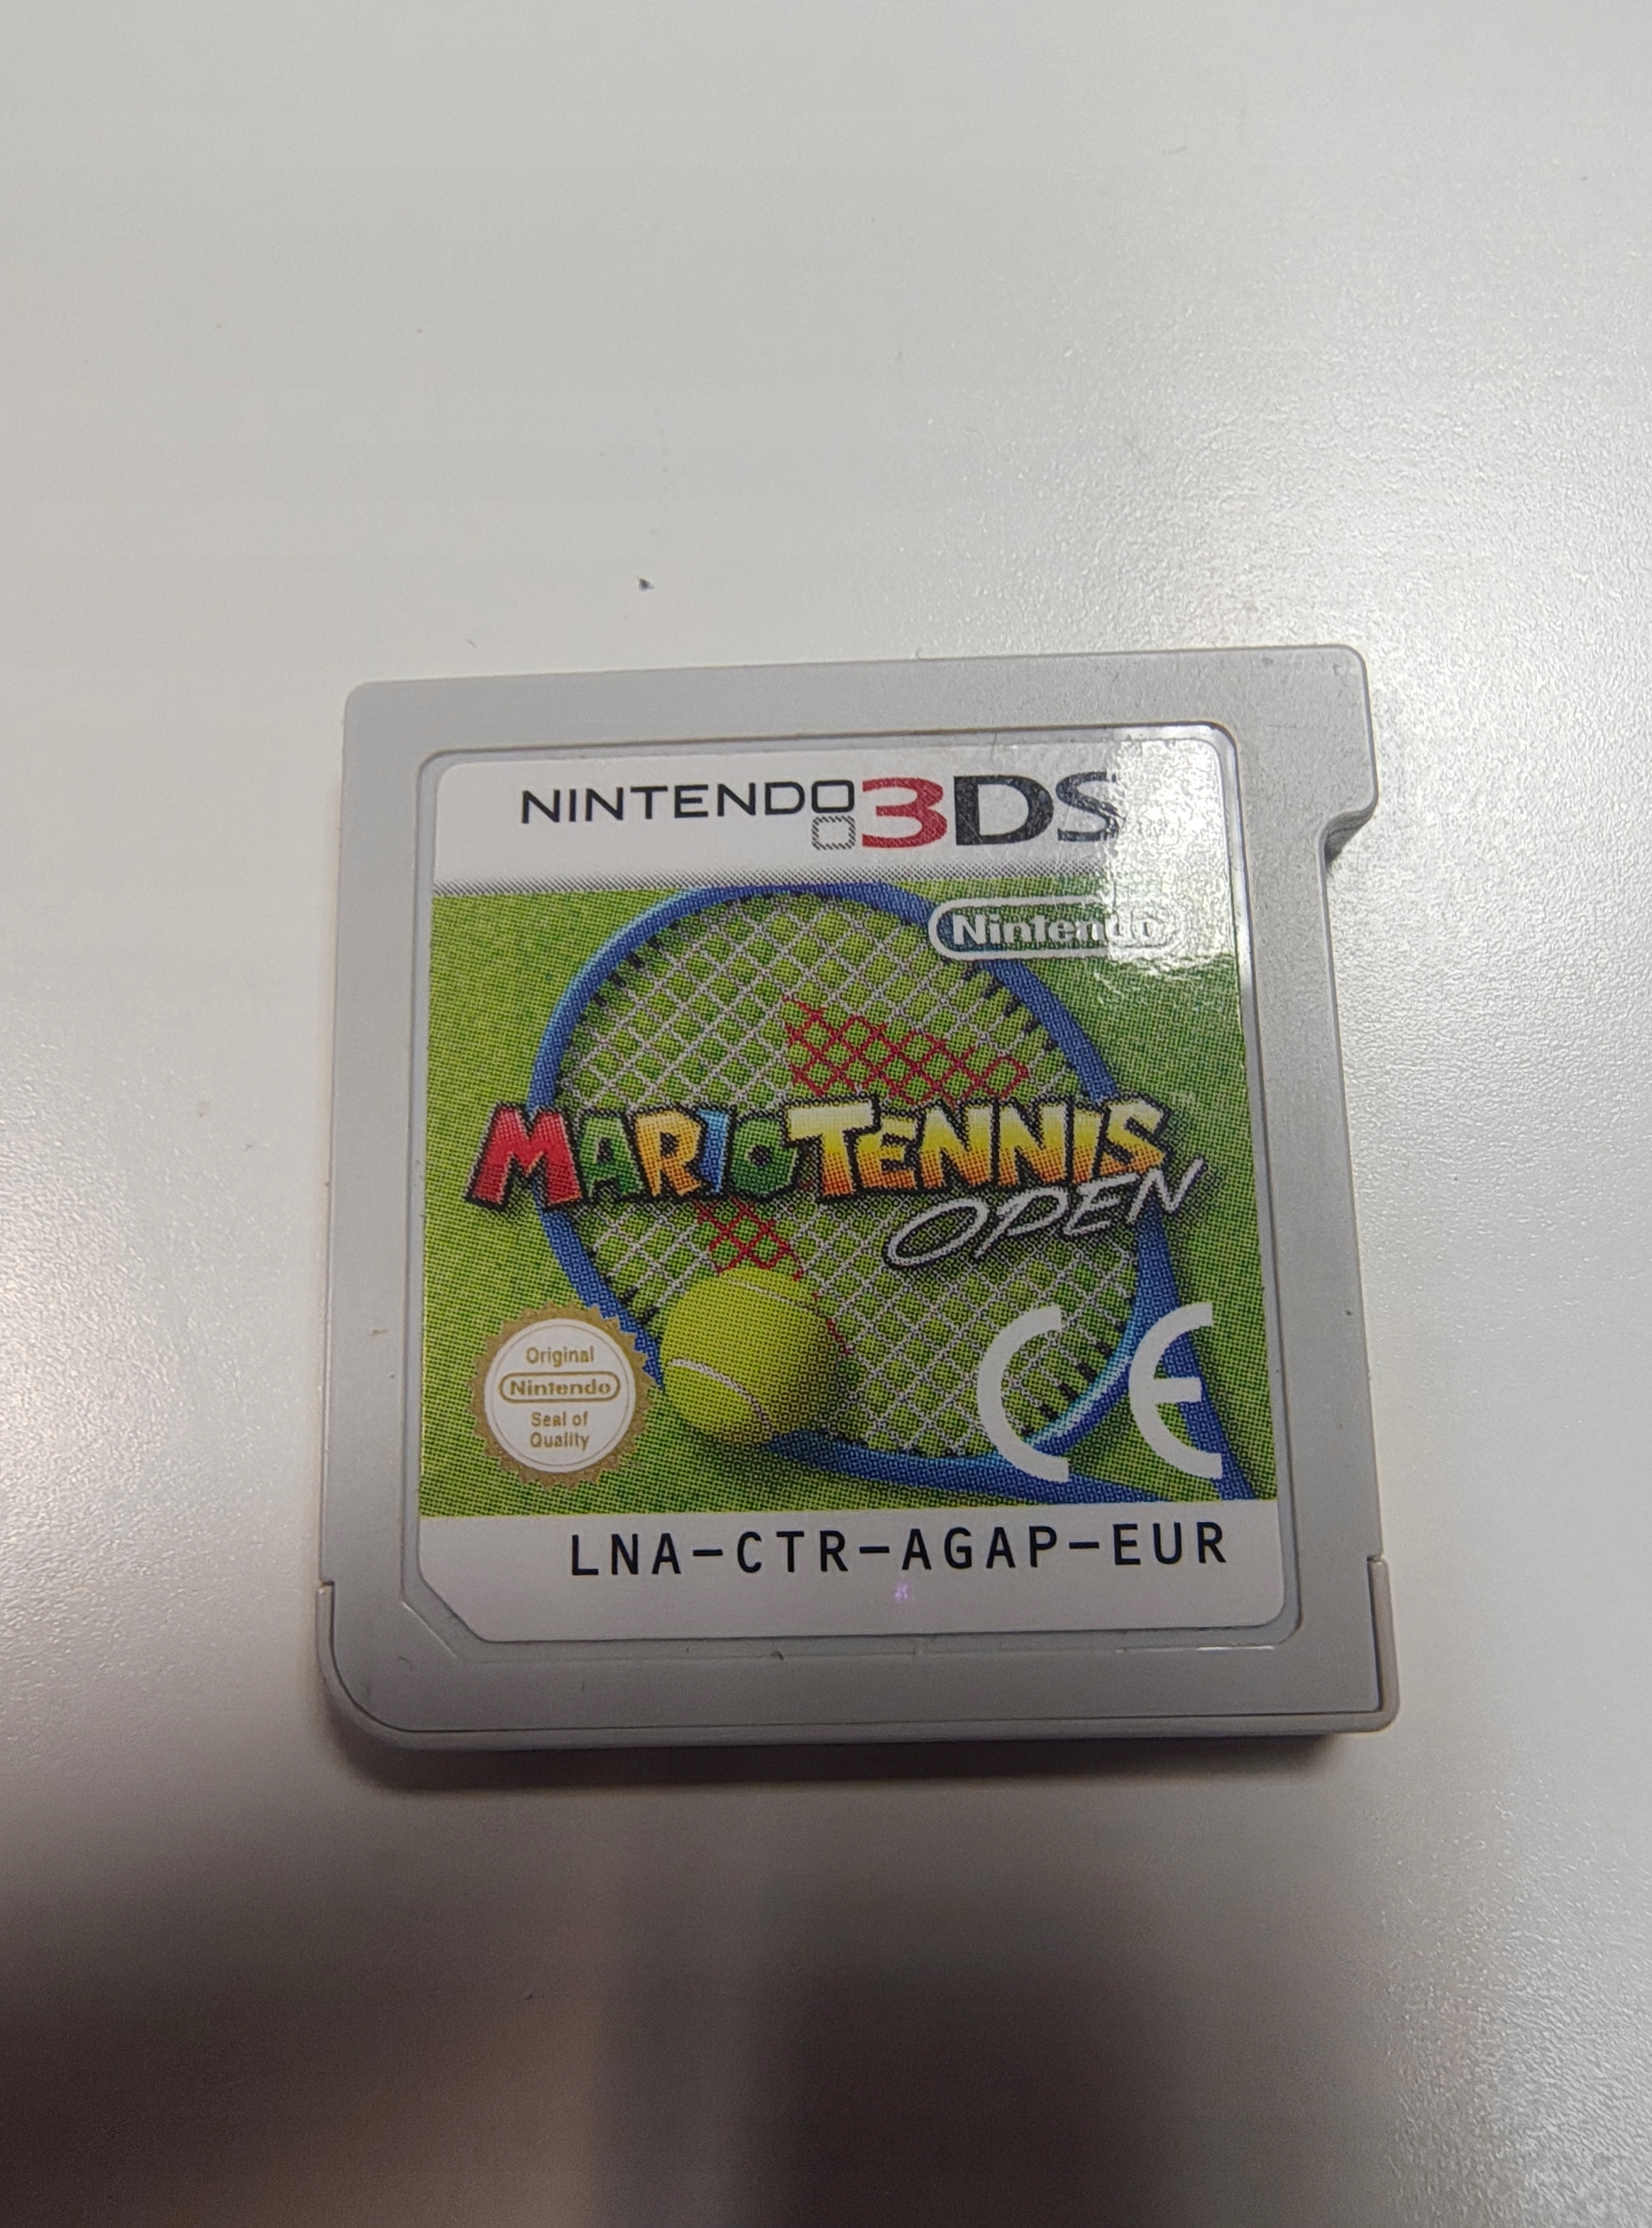 NINTENDO 3DS
Nintendo
MARIO TENNIS
OPEN
Original
Nintendo
Seal of
Quality
CE
LNA-CTR-AGAP-EUR